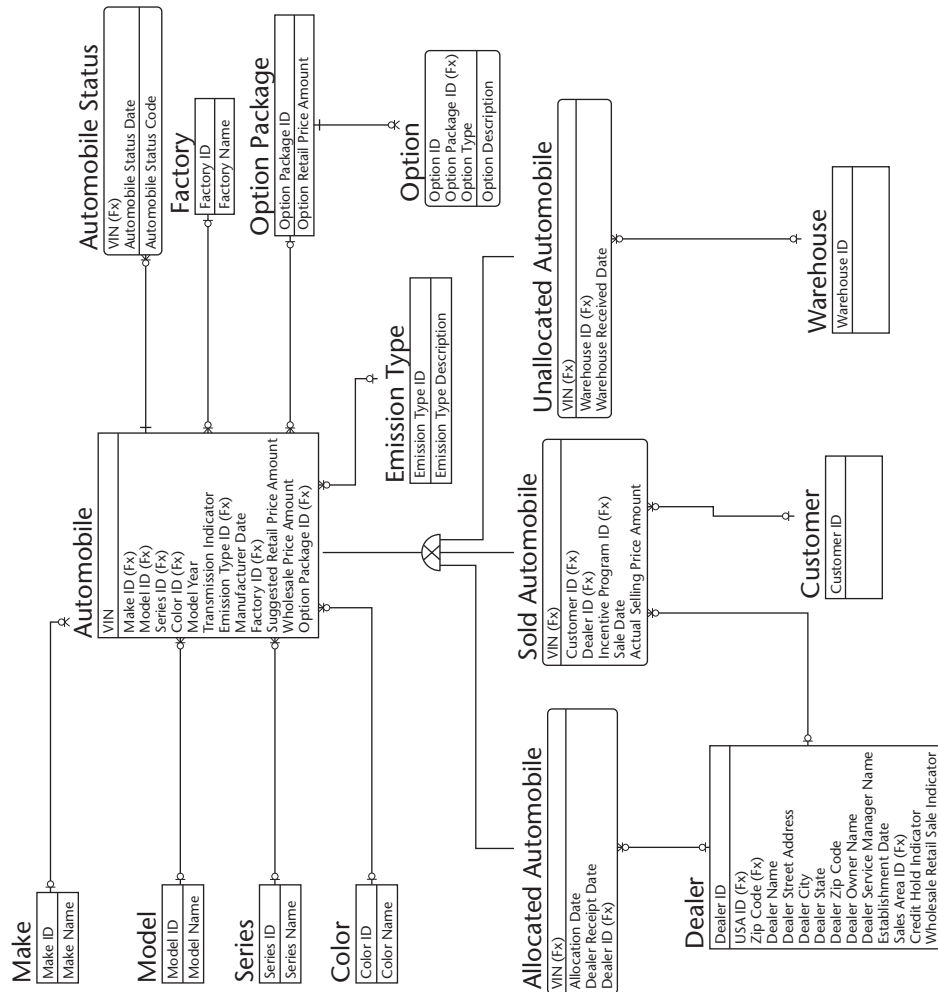 Make
Make ID
Make Name
Model
Model ID
Model Name
Series
Series ID
Series Name
Color
Color ID
Color Name
Automobile
VIN
Make ID (Fx)
Model ID (Fx)
Series ID (Fx)
Color ID (Fx)
Model Year
Transmission Indicator
Emission Type ID (Fx)
Manufacturer Date
Factory ID (Fx)
Suggested Retail Price Amount
Wholesale Price Amount
Option Package ID (Fx)
Automobile Status
VIN (Fx)
Automobile Status Date
Automobile Status Code
Factory
Factory ID
Factory Name
Option Package
Option Package ID
Option Retail Price Amount
Option
Option ID
Option Package ID (Fx)
Option Type
Option Description
Emission Type
Emission Type ID
Emission Type Description
Allocated Automobile
VIN (Fx)
Allocation Date
Dealer Receipt Date
Dealer ID (Fx)
Sold Automobile
VIN (Fx)
Customer ID (Fx)
Dealer ID (Fx)
Incentive Program ID (Fx)
Sale Date
Actual Selling Price Amount
Unallocated Automobile
VIN (Fx)
Warehouse ID (Fx)
Warehouse Received Date
Dealer
Dealer ID
USA ID (Fx)
Zip Code (Fx)
Dealer Name
Dealer Street Address
Dealer City
Dealer State
Dealer Zip Code
Dealer Owner Name
Dealer Service Manager Name
Establishment Date
Sales Area ID (Fx)
Credit Hold Indicator
Wholesale Retail Sale Indicator
Customer
Customer ID
Warehouse
Warehouse ID